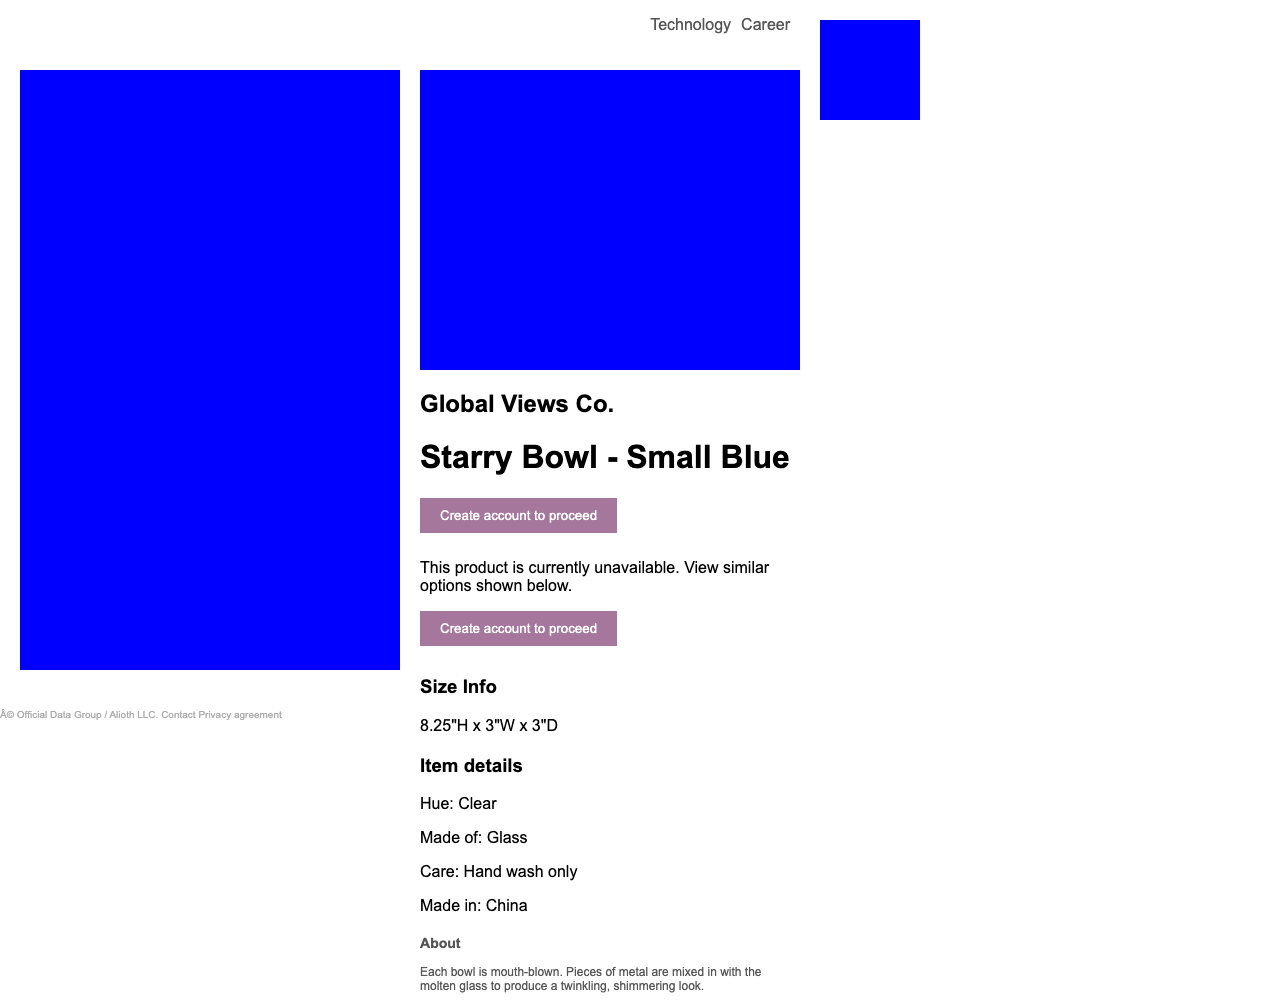 Technology Career
Global Views Co.
Starry Bowl - Small Blue
Create account to proceed
This product is currently unavailable. View similar
options shown below.
Create account to proceed
Size Info
8.25"H x 3"W x 3"D
Item details
Hue: Clear
Made of: Glass
Care: Hand wash only
Made in: China
About
Each bowl is mouth-blown. Pieces of metal are mixed in with the
molten glass to produce a twinkling, shimmering look.
Â© Official Data Group / Alioth LLC. Contact Privacy agreement